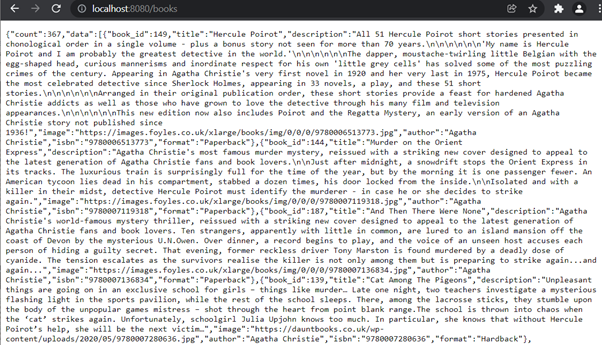 localhost:8080/books
{"count":367,"data":[{"book_id":149,"title":"Hercule Poirot","description":"All 51 Hercule Poirot short stories presented in
chonological order in a single volume - plus a bonus story not seen for more than 70 years.\n\n\n\n\n\n'My name is Hercule
Poirot and I am probably the greatest detective in the world.'\n\n\n\n\n\nThe dapper, moustache-twirling little Belgian with the
egg-shaped head, curious mannerisms and inordinate respect for his own 'little grey cells' has solved some of the most puzzling
crimes of the century. Appearing in Agatha Christie's very first novel in 1920 and her very last in 1975, Hercule Poirot became
the most celebrated detective since Sherlock Holmes, appearing in 33 novels, a play, and these 51 short
stories.\n\n\n\n\n\nArranged in their original publication order, these short stories provide a feast for hardened Agatha
Christie addicts as well as those who have grown to love the detective through his many film and television
appearances.\n\n\n\n\n\nThis new edition now also includes Poirot and the Regatta Mystery, an early version of an Agatha
Christie story not published since
1936!","image":"https://images.foyles.co.uk/xlarge/books/img/0/0/0/9780006513773.jpg","author":"Agatha
Christie","isbn":"9780006513773","format":"Paperback"},{"book_id":144,"title":"Murder on the Orient
Express","description":"Agatha Christie's most famous murder mystery, reissued with a striking new cover designed to appeal to
the latest generation of Agatha Christie fans and book lovers.\n\nJust after midnight, a snowdrift stops the Orient Express in
its tracks. The luxurious train is surprisingly full for the time of the year, but by the morning it is one passenger fewer. An
American tycoon lies dead in his compartment, stabbed a dozen times, his door locked from the inside.\n\nIsolated and with a
killer in their midst, detective Hercule Poirot must identify the murderer - in case he or she decides to strike
again.","image":"https://images.foyles.co.uk/xlarge/books/img/0/0/0/9780007119318.jpg","author":"Agatha
Christie","isbn":"9780007119318","format":"Paperback"},{"book_id":187,"title":"And Then There Were None","description":"Agatha
Christie's world-famous mystery thriller, reissued with a striking new cover designed to appeal to the latest generation of
Agatha Christie fans and book lovers. Ten strangers, apparently with little in common, are lured to an island mansion off the
coast of Devon by the mysterious U.N.Owen. Over dinner, a record begins to play, and the voice of an unseen host accuses each
person of hiding a guilty secret. That evening, former reckless driver Tony Marston is found murdered by a deadly dose of
cyanide. The tension escalates as the survivors realise the killer is not only among them but is preparing to strike again...and
again...","image":"https://images.foyles.co.uk/xlarge/books/img/0/0/0/9780007136834.jpg","author":"Agatha
Christie","isbn":"9780007136834","format":"Paperback"},{"book_id":139,"title":"Cat Among The Pigeons","description":"Unpleasant
things are going on in an exclusive school for girls – things like murder… Late one night, two teachers investigate a mysterious
flashing light in the sports pavilion, while the rest of the school sleeps. There, among the lacrosse sticks, they stumble upon
the body of the unpopular games mistress – shot through the heart from point blank range.The school is thrown into chaos when
the 'cat' strikes again. Unfortunately, schoolgirl Julia Upjohn knows too much. In particular, she knows that without Hercule
Poirot's help, she will be the next victim…","image":"https://dauntbooks.co.uk/wp-
content/uploads/2020/05/9780007280636.jpg","author":"Agatha Christie","isbn":"9780007280636","format":"Hardback"},